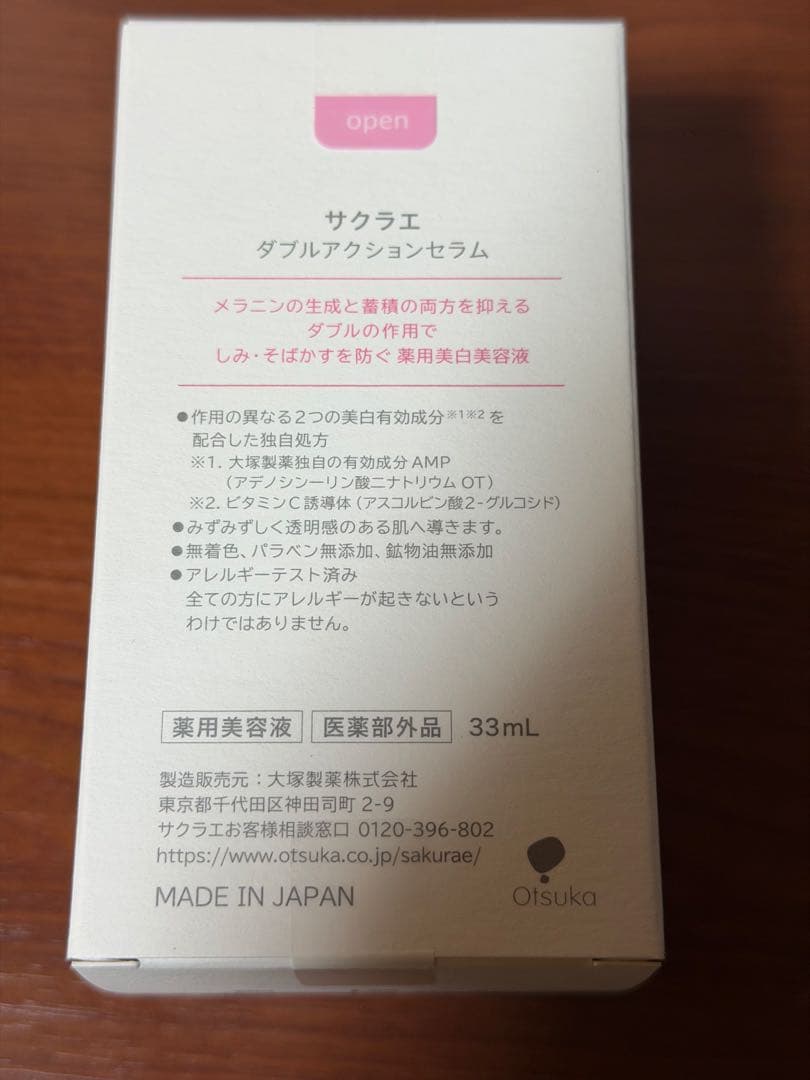 open
サクラエ
ダブルアクションセラム
メラニンの生成と蓄積の両方を抑える
ダブルの作用で
しみ・そばかすを防ぐ 薬用美白美容液
●作用の異なる2つの美白有効成分※1※2を
配合した独自処方
※1. 大塚製薬独自の有効成分 AMP
(アデノシン一リン酸二ナトリウム OT)
※2. ビタミンC誘導体(アスコルビン酸2-グルコシド)
●みずみずしく透明感のある肌へ導きます。
●無着色、パラベン無添加、鉱物油無添加
●アレルギーテスト済み
全ての方にアレルギーが起きないという
わけではありません。
薬用美容液 医薬部外品 33mL
製造販売元:大塚製薬株式会社
東京都千代田区神田司町 2-9
サクラエお客様相談窓口 0120-396-802
https://www.otsuka.co.jp/sakurae/
MADE IN JAPAN
Otsuka